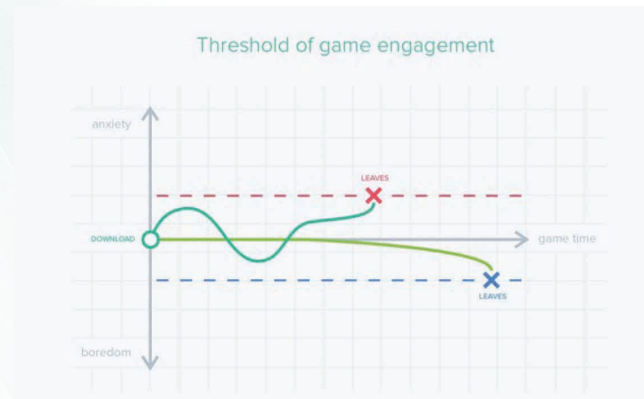 Threshold of game engagement
anxiety
LEAVES
DOWNLOAD
game time
LEAVES
boredom